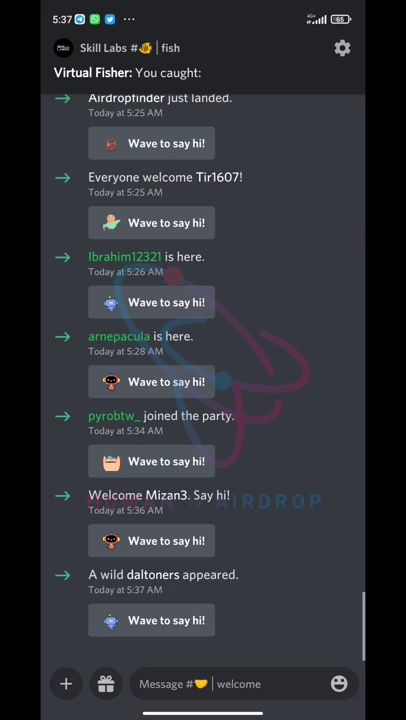 5:37
4G+
65
Skill Labs #🐠 | fish
Virtual Fisher: You caught:
Airdropfinder just landed.
Today at 5:25 AM
Wave to say hi!
Everyone welcome Tir1607!
Today at 5:25 AM
Wave to say hi!
Ibrahim12321 is here.
Today at 5:26 AM
Wave to say hi!
arnepacula is here.
Today at 5:28 AM
Wave to say hi!
pyrobtw_ joined the party.
Today at 5:34 AM
Wave to say hi!
Welcome Mizan3. Say hi!
AIRDROP
Today at 5:36 AM
Wave to say hi!
A wild daltoners appeared.
Today at 5:37 AM
Wave to say hi!
Message #🤝 | welcome